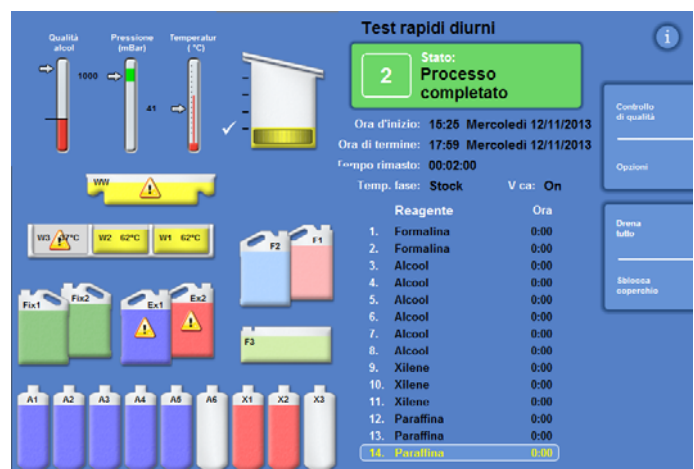 Test rapidi diurni
Qualità
alcol
Pressione
(mBar)
Temperatur
(°C)
1000
41
2
Stato:
Processo
completato
Ora d'inizio: 15:25 Mercoledì 12/11/2013
Ora di termine: 17:59 Mercoledì 12/11/2013
Tempo rimasto: 00:02:00
Temp. fase: Stock V ca: On
Reagente Ora
1. Formalina 0:00
2. Formalina 0:00
3. Alcool 0:00
4. Alcool 0:00
5. Alcool 0:00
6. Alcool 0:00
7. Alcool 0:00
8. Alcool 0:00
9. Xilene 0:00
10. Xilene 0:00
11. Xilene 0:00
12. Paraffina 0:00
13. Paraffina 0:00
14. Paraffina 0:00
i
Controllo
di qualità
Opzioni
Drena
tutto
Sblocca
coperchio
WW
W3 37°C W2 62°C W1 62°C
F2 F1
F3
Fix1 Fix2 Ex1 Ex2
A1 A2 A3 A4 A5 A6 X1 X2 X3